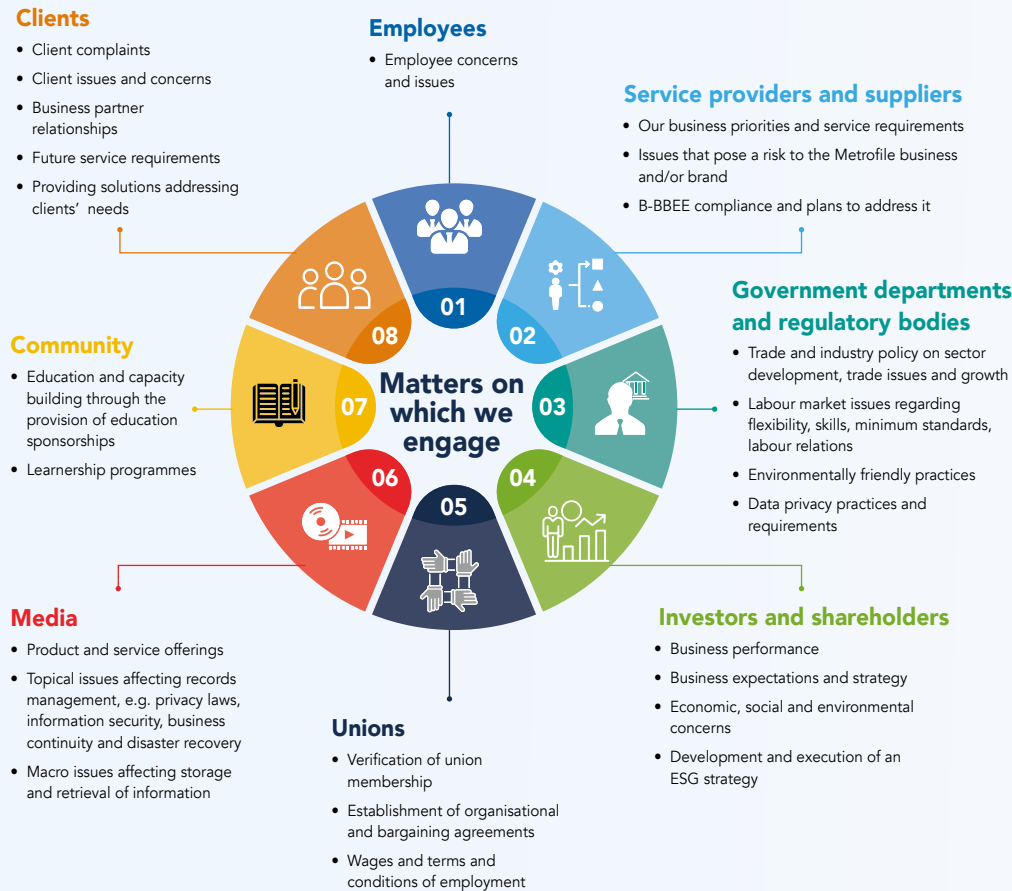 Clients
• Client complaints
• Client issues and concerns
• Business partner
relationships
• Future service requirements
• Providing solutions addressing
clients’ needs
Employees
• Employee concerns
and issues
Service providers and suppliers
• Our business priorities and service requirements
• Issues that pose a risk to the Metrofile business
and/or brand
• B-BBEE compliance and plans to address it
Government departments
and regulatory bodies
• Trade and industry policy on sector
development, trade issues and growth
• Labour market issues regarding
flexibility, skills, minimum standards,
labour relations
• Environmentally friendly practices
• Data privacy practices and
requirements
Investors and shareholders
• Business performance
• Business expectations and strategy
• Economic, social and environmental
concerns
• Development and execution of an
ESG strategy
Unions
• Verification of union
membership
• Establishment of organisational
and bargaining agreements
• Wages and terms and
conditions of employment
Media
• Product and service offerings
• Topical issues affecting records
management, e.g. privacy laws,
information security, business
continuity and disaster recovery
• Macro issues affecting storage
and retrieval of information
Community
• Education and capacity
building through the
provision of education
sponsorships
• Learnership programmes
Matters on
which we
engage
01
02
03
04
05
06
07
08